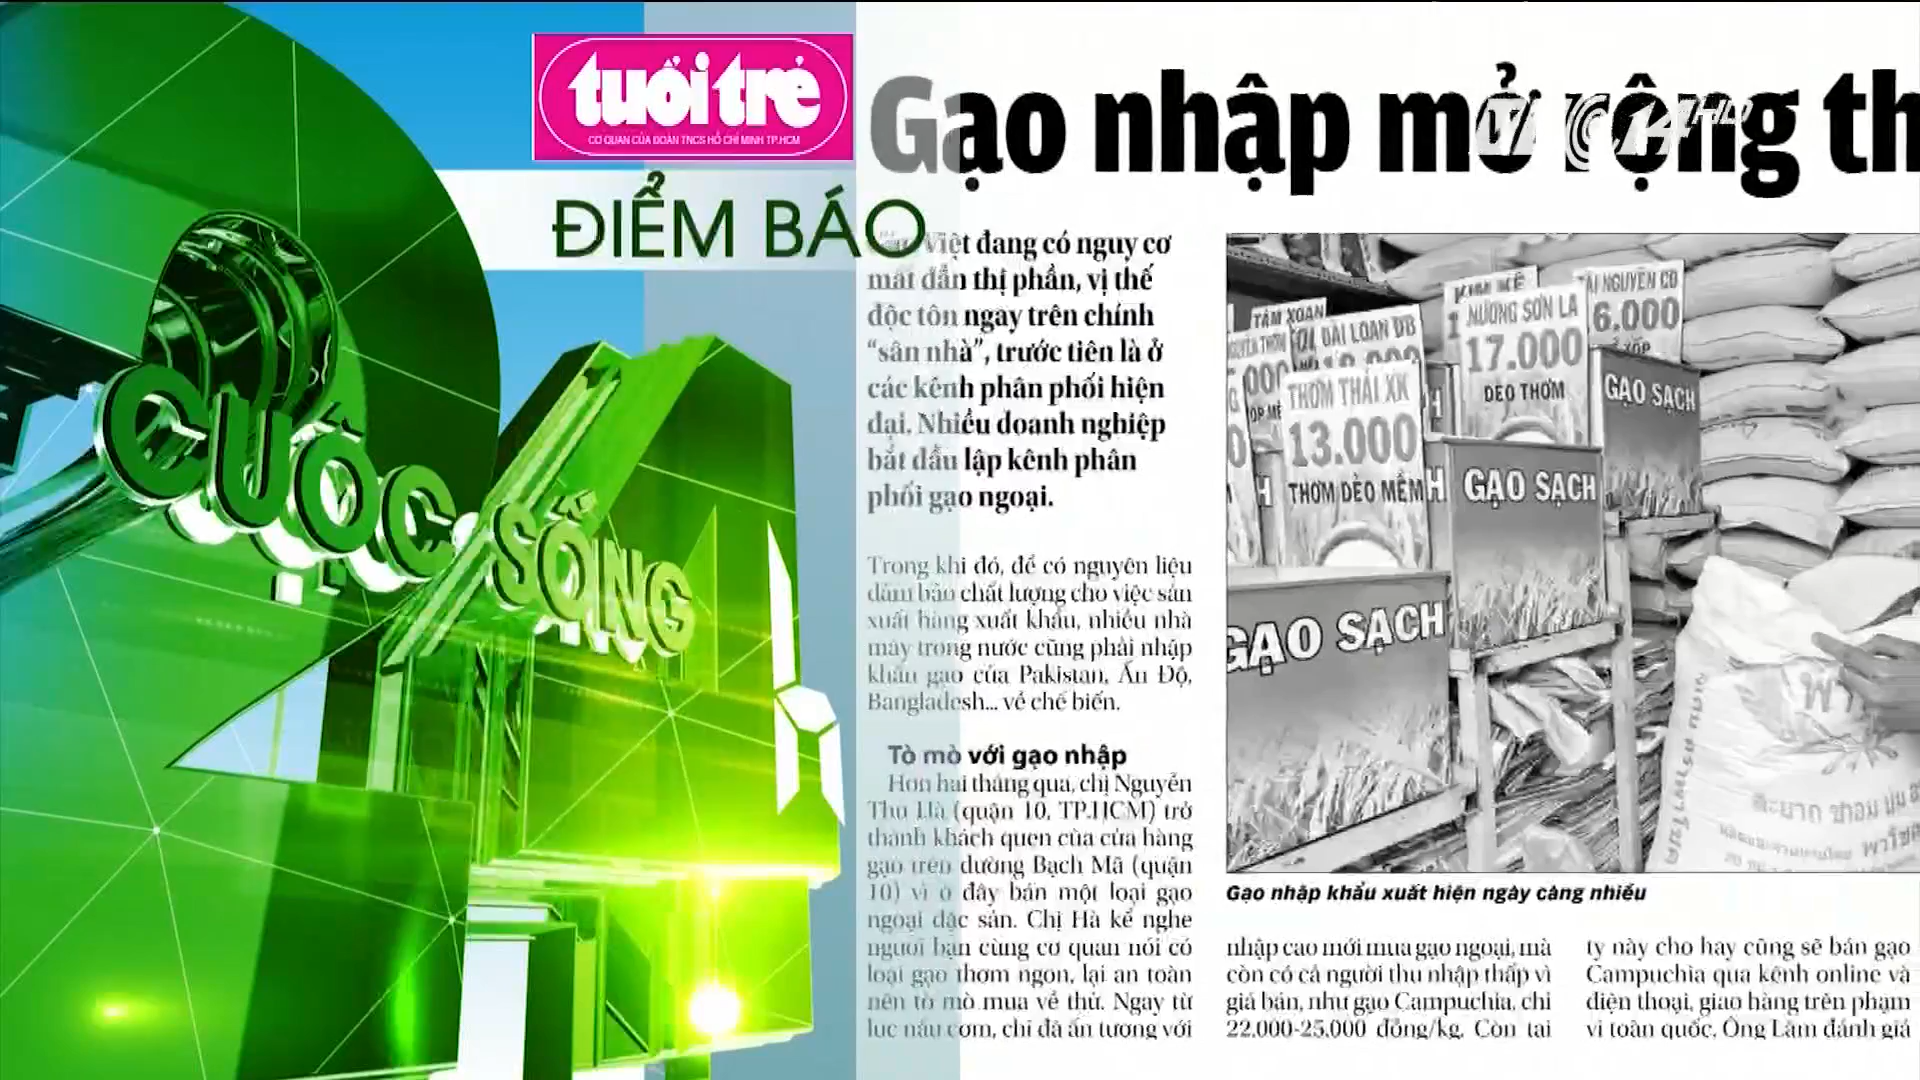 tuổi trẻ
CƠ QUAN CỦA ĐOÀN TNCS HỒ CHÍ MINH TP.HCM
ĐIỂM BÁO
CUỘC SỐNG
24h
VTC14HD
Gạo nhập mở rộng th
Việt đang có nguy cơ
mất dần thị phần, vị thế
độc tôn ngay trên chính
“sân nhà”, trước tiên là ở
các kênh phân phối hiện
đại. Nhiều doanh nghiệp
bắt đầu lập kênh phân
phối gạo ngoại.
Trong khi đó, để có nguyên liệu
đảm bảo chất lượng cho việc sản
xuất hàng xuất khẩu, nhiều nhà
máy trong nước cũng phải nhập
khẩu gạo của Pakistan, Ấn Độ,
Bangladesh... về chế biến.
Tò mò với gạo nhập
Hơn hai tháng qua, chị Nguyễn
Thu Hà (quận 10, TP.HCM) trở
thành khách quen của cửa hàng
gạo trên đường Bạch Mã (quận
10) vì ở đây bán một loại gạo
ngoại đặc sản. Chị Hà kể nghe
người bạn cùng cơ quan nói có
loại gạo thơm ngon, lại an toàn
nên tò mò mua về thử. Ngay từ
lúc nấu cơm, chị đã ấn tượng với
TÁM XOAN
ĐÀI LOAN ĐB
NƯƠNG SƠN LA
17.000
DẺO THƠM
TÀI NGUYÊN CÓ
6.000
THƠM THÁI XK
13.000
THƠM DẺO MỀM
GẠO SẠCH
GẠO SẠCH
GẠO SẠCH
Gạo nhập khẩu xuất hiện ngày càng nhiều
nhập cao mới mua gạo ngoại, mà
còn có cả người thu nhập thấp vì
giá bán, như gạo Campuchia, chỉ
22.000-25.000 đồng/kg. Còn tại
ty này cho hay cũng sẽ bán gạo
Campuchia qua kênh online và
điện thoại, giao hàng trên phạm
vi toàn quốc. Ông Lâm đánh giá